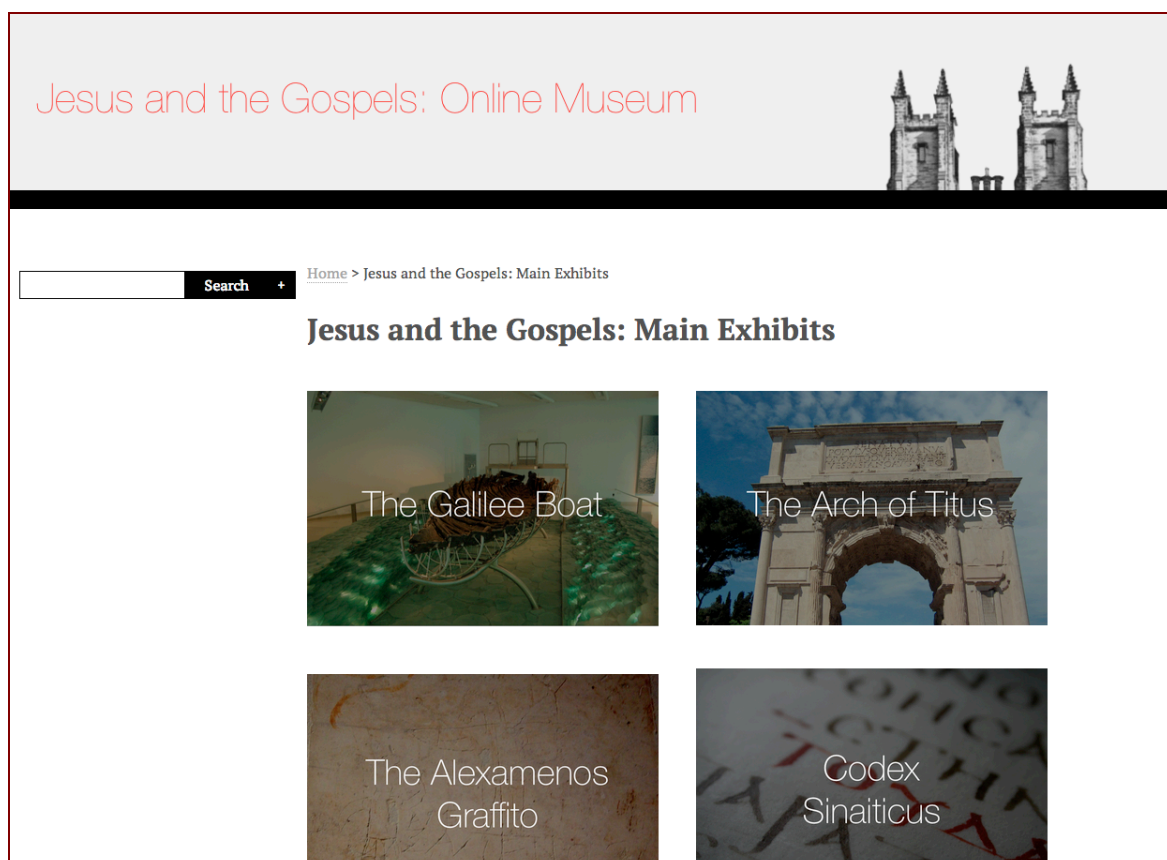 Jesus and the Gospels: Online Museum
Search +
Home > Jesus and the Gospels: Main Exhibits
Jesus and the Gospels: Main Exhibits
The Galilee Boat
The Arch of Titus
The Alexamenos
Graffito
Codex
Sinaiticus